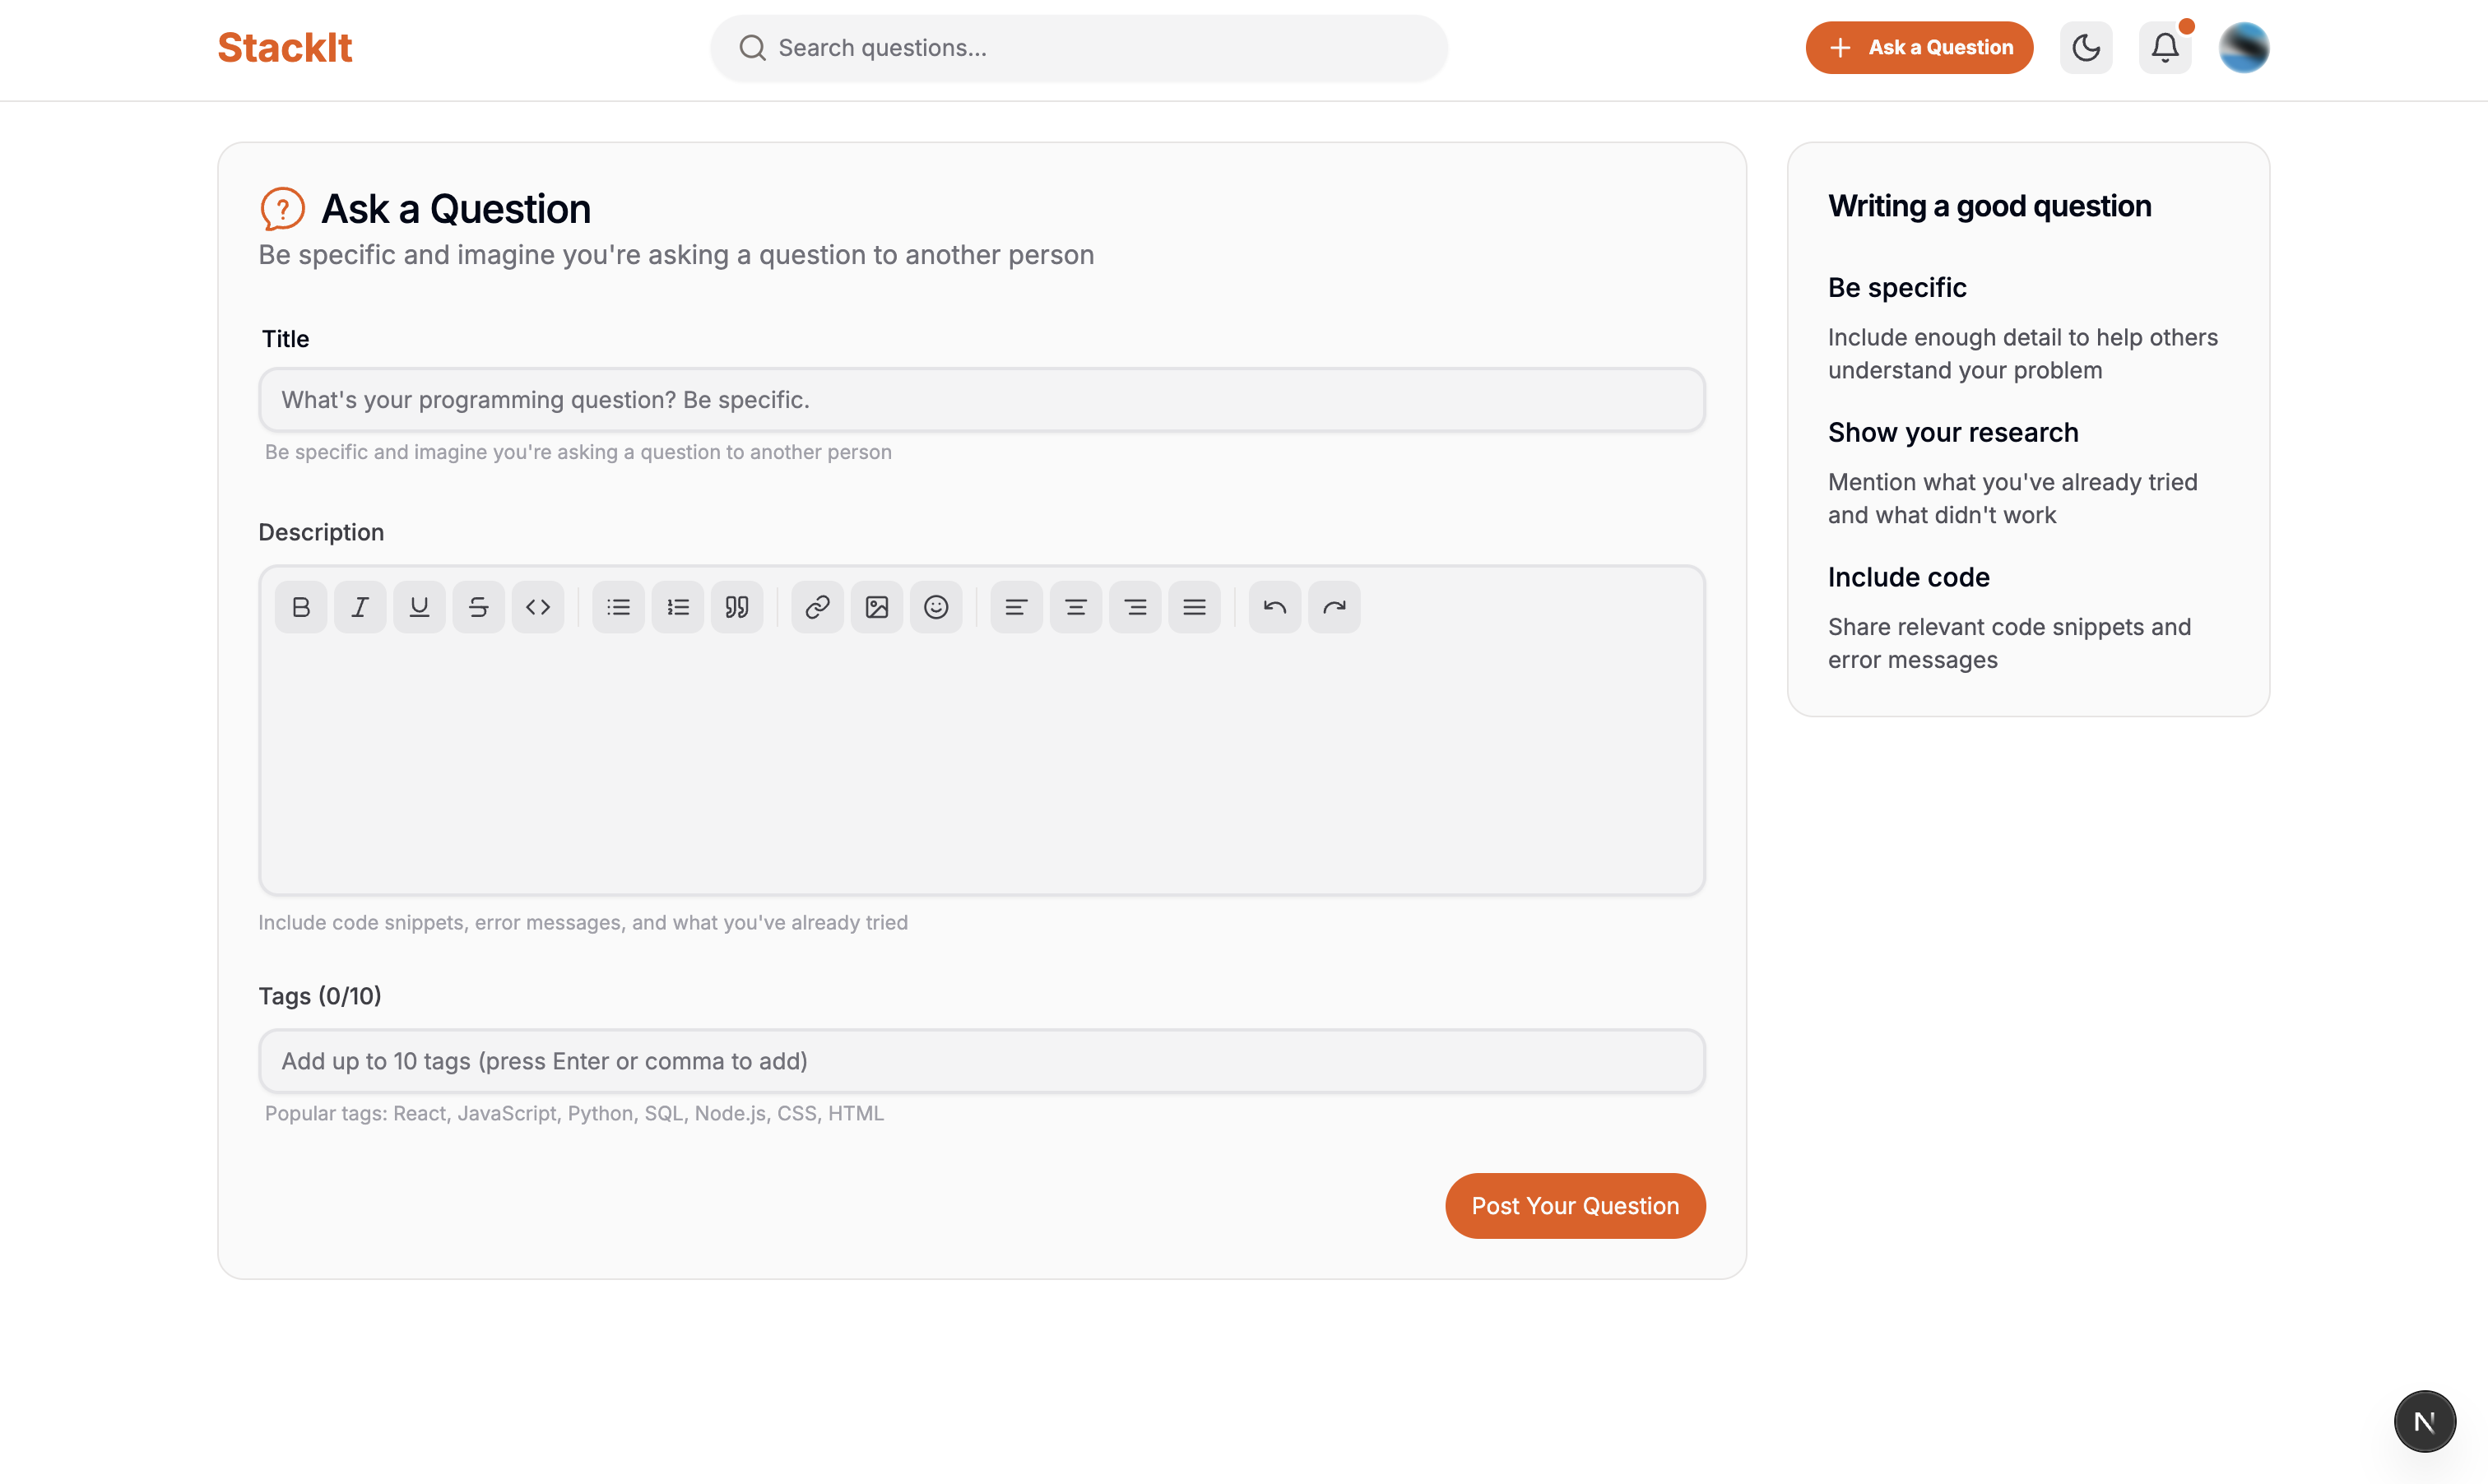 StackIt
Search questions...
Ask a Question
Ask a Question
Be specific and imagine you're asking a question to another person
Title
What's your programming question? Be specific.
Be specific and imagine you're asking a question to another person
Description
Include code snippets, error messages, and what you've already tried
Tags (0/10)
Add up to 10 tags (press Enter or comma to add)
Popular tags: React, JavaScript, Python, SQL, Node.js, CSS, HTML
Post Your Question
Writing a good question
Be specific
Include enough detail to help others
understand your problem
Show your research
Mention what you've already tried
and what didn't work
Include code
Share relevant code snippets and
error messages
N